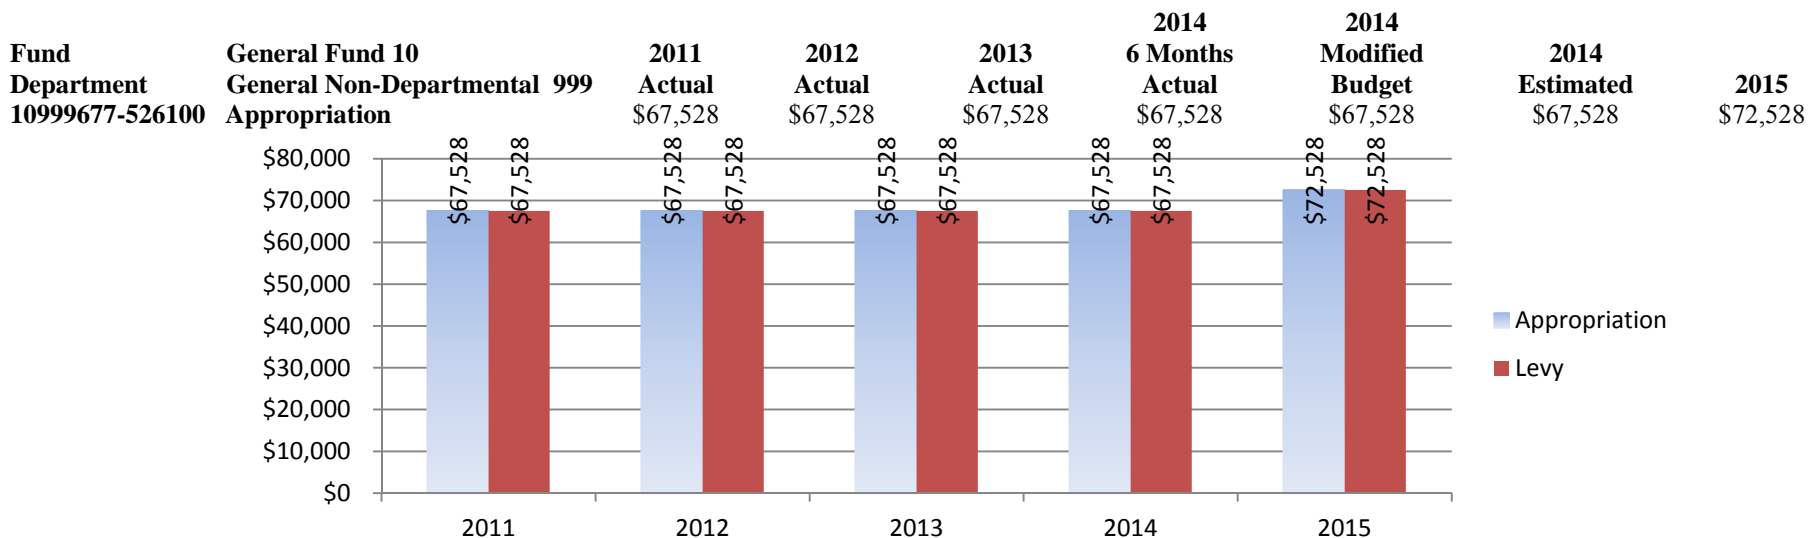 2014 2014
Fund General Fund 10 2011 2012 2013 6 Months Modified 2014
Department General Non-Departmental 999 Actual Actual Actual Actual Budget Estimated 2015
10999677-526100 Appropriation $67,528 $67,528 $67,528 $67,528 $67,528 $67,528 $72,528
$67,528 $67,528 $67,528 $67,528 $67,528 $67,528 $67,528 $67,528 $72,528 $72,528
$80,000
$70,000
$60,000
$50,000
$40,000
$30,000
$20,000
$10,000
$0
2011 2012 2013 2014 2015
Appropriation
Levy